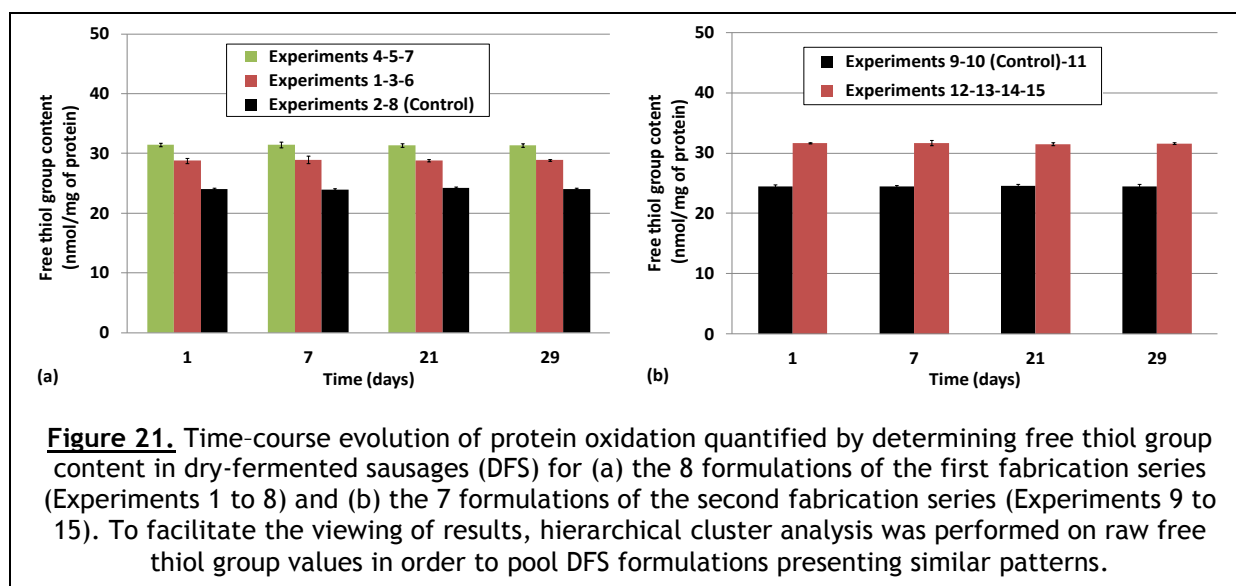 50
40
30
20
10
0
Free thiol group content
(nmol/mg of protein)
Experiments 4-5-7
Experiments 1-3-6
Experiments 2-8 (Control)
1
7
21
29
Time (days)
(a)
50
40
30
20
10
0
Free thiol group cotent
(nmol/mg of protein)
Experiments 9-10 (Control)-11
Experiments 12-13-14-15
1
7
21
29
Time (days)
(b)
Figure 21. Time-course evolution of protein oxidation quantified by determining free thiol group
content in dry-fermented sausages (DFS) for (a) the 8 formulations of the first fabrication series
(Experiments 1 to 8) and (b) the 7 formulations of the second fabrication series (Experiments 9 to
15). To facilitate the viewing of results, hierarchical cluster analysis was performed on raw free
thiol group values in order to pool DFS formulations presenting similar patterns.